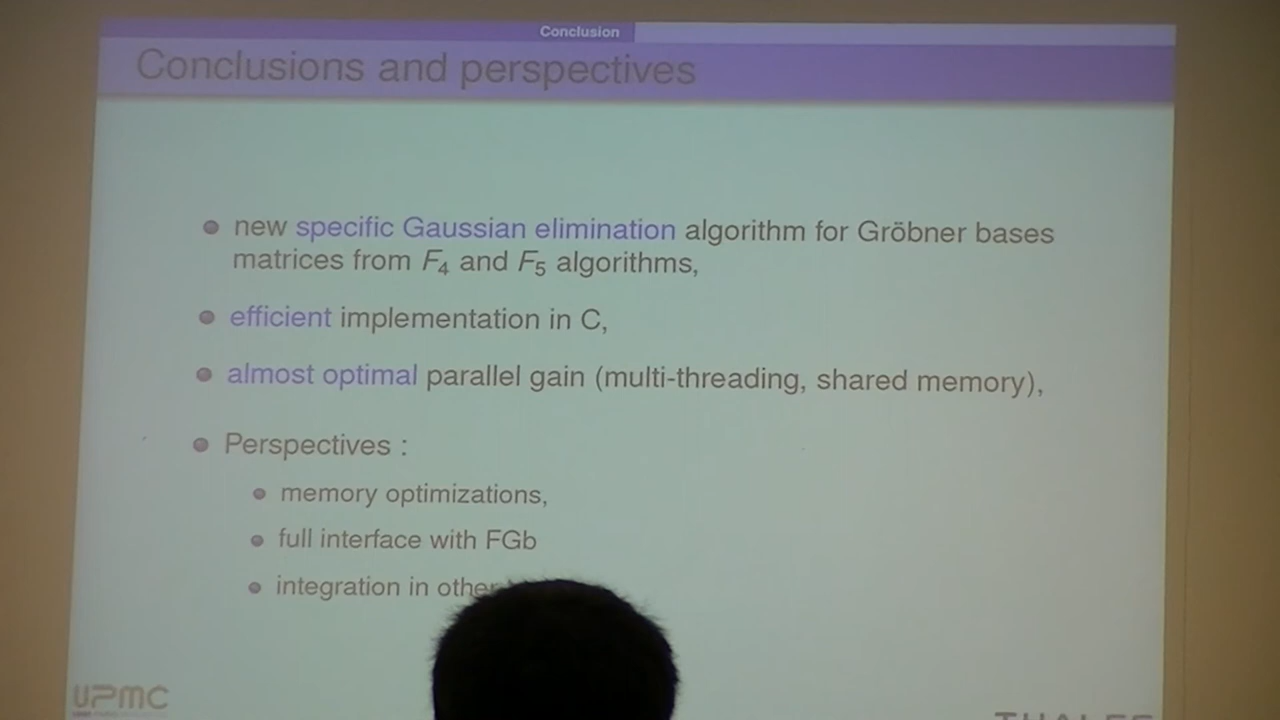 Conclusion
Conclusions and perspectives
new specific Gaussian elimination algorithm for Gröbner bases
matrices from F₄ and F₅ algorithms,
efficient implementation in C,
almost optimal parallel gain (multi-threading, shared memory),
Perspectives :
memory optimizations,
full interface with FGb
integration in other
UPMC
THALES